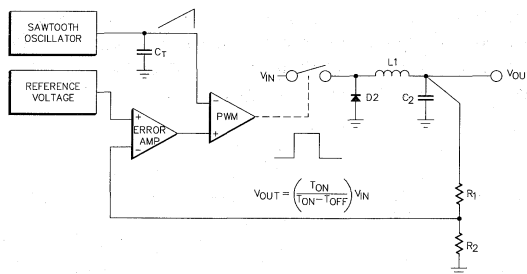 SAWTOOTH
OSCILLATOR
CT
REFERENCE
VOLTAGE
+
ERROR
AMP
−
−
PWM
+
VIN
L1
VOU
D2
C2
VOUT = (TON / TON−TOFF) VIN
R1
R2